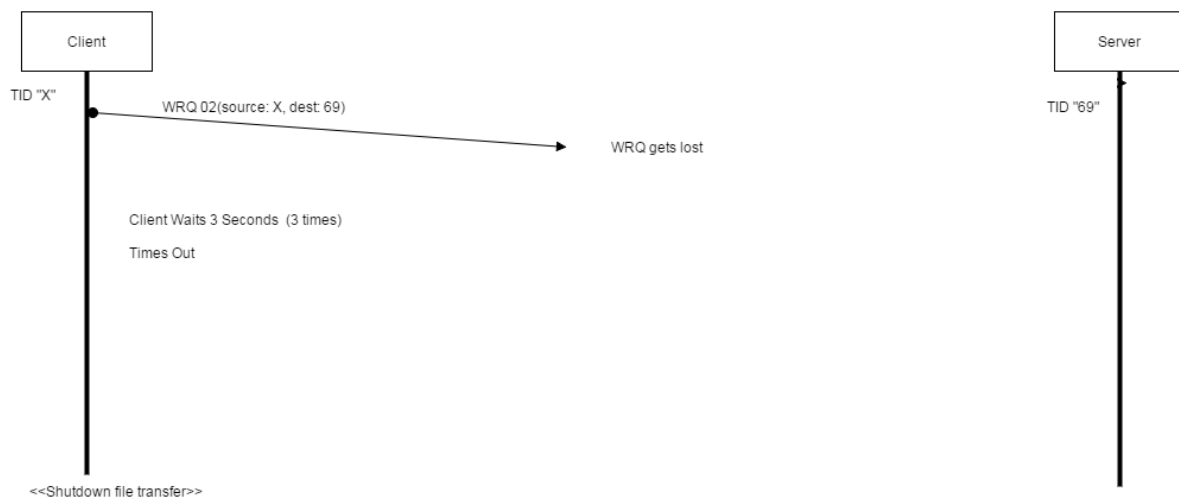 Client
Server
TID "X"
WRQ 02(source: X, dest: 69)
TID "69"
WRQ gets lost
Client Waits 3 Seconds  (3 times)
Times Out
<<Shutdown file transfer>>